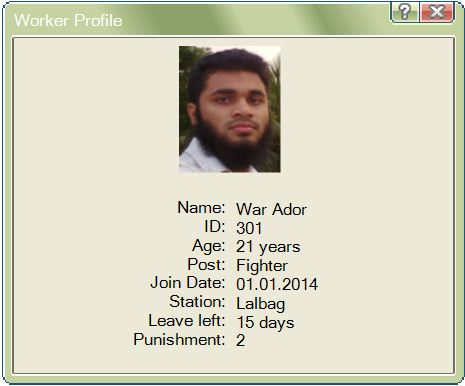 Worker Profile
Name: War Ador
ID: 301
Age: 21 years
Post: Fighter
Join Date: 01.01.2014
Station: Lalbag
Leave left: 15 days
Punishment: 2